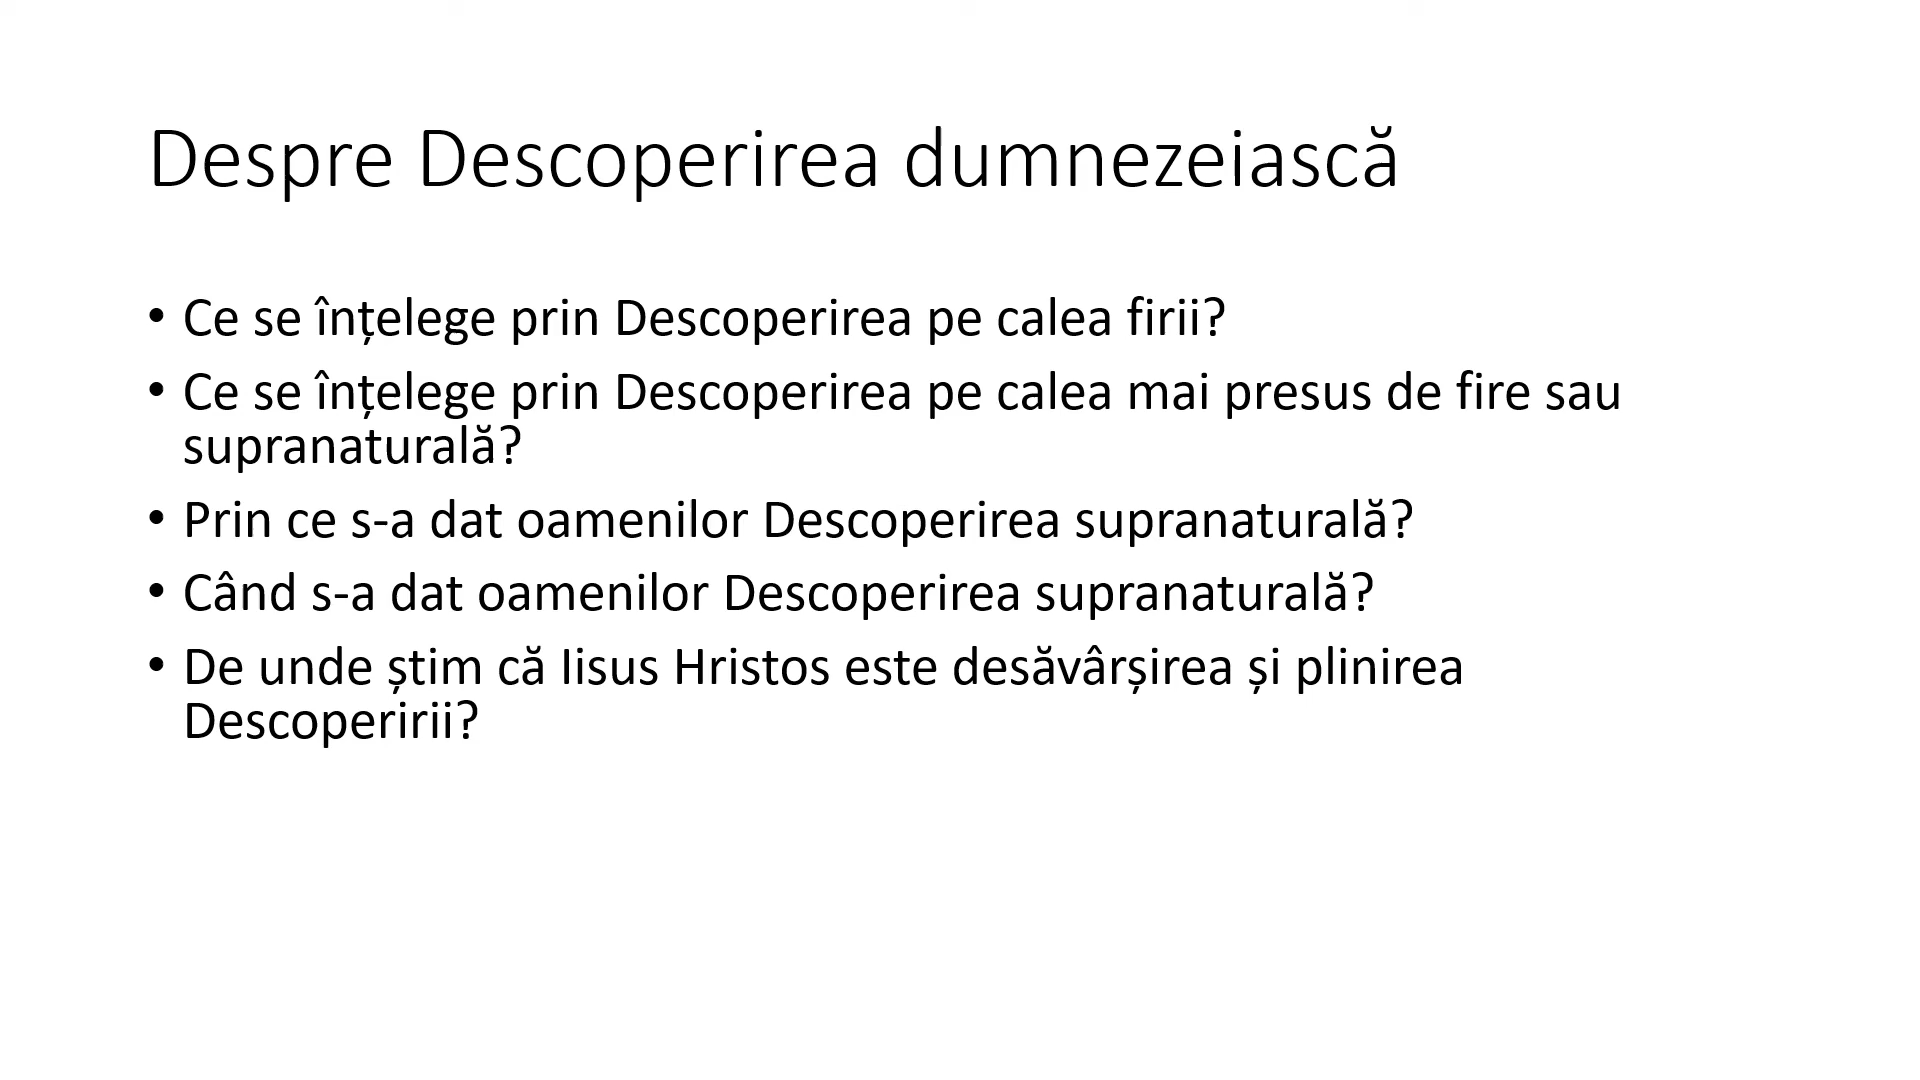 Despre Descoperirea dumnezeiască
• Ce se înțelege prin Descoperirea pe calea firii?
• Ce se înțelege prin Descoperirea pe calea mai presus de fire sau
supranaturală?
• Prin ce s-a dat oamenilor Descoperirea supranaturală?
• Când s-a dat oamenilor Descoperirea supranaturală?
• De unde știm că Iisus Hristos este desăvârșirea și plinirea
Descoperirii?